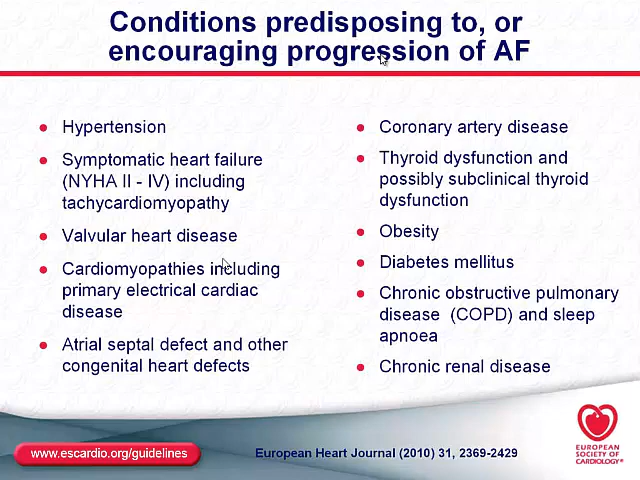 Conditions predisposing to, or
encouraging progression of AF
● Hypertension
● Symptomatic heart failure
(NYHA II - IV) including
tachycardiomyopathy
● Valvular heart disease
● Cardiomyopathies including
primary electrical cardiac
disease
● Atrial septal defect and other
congenital heart defects
● Coronary artery disease
● Thyroid dysfunction and
possibly subclinical thyroid
dysfunction
● Obesity
● Diabetes mellitus
● Chronic obstructive pulmonary
disease (COPD) and sleep
apnoea
● Chronic renal disease
www.escardio.org/guidelines
European Heart Journal (2010) 31, 2369-2429
EUROPEAN
SOCIETY OF
CARDIOLOGY®